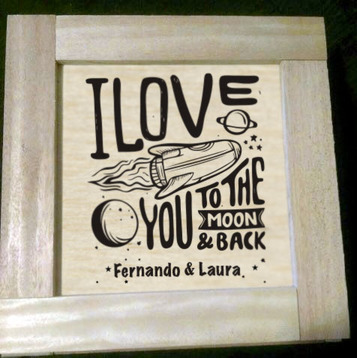 I LOVE
YOU TO THE
MOON
& BACK
Fernando & Laura